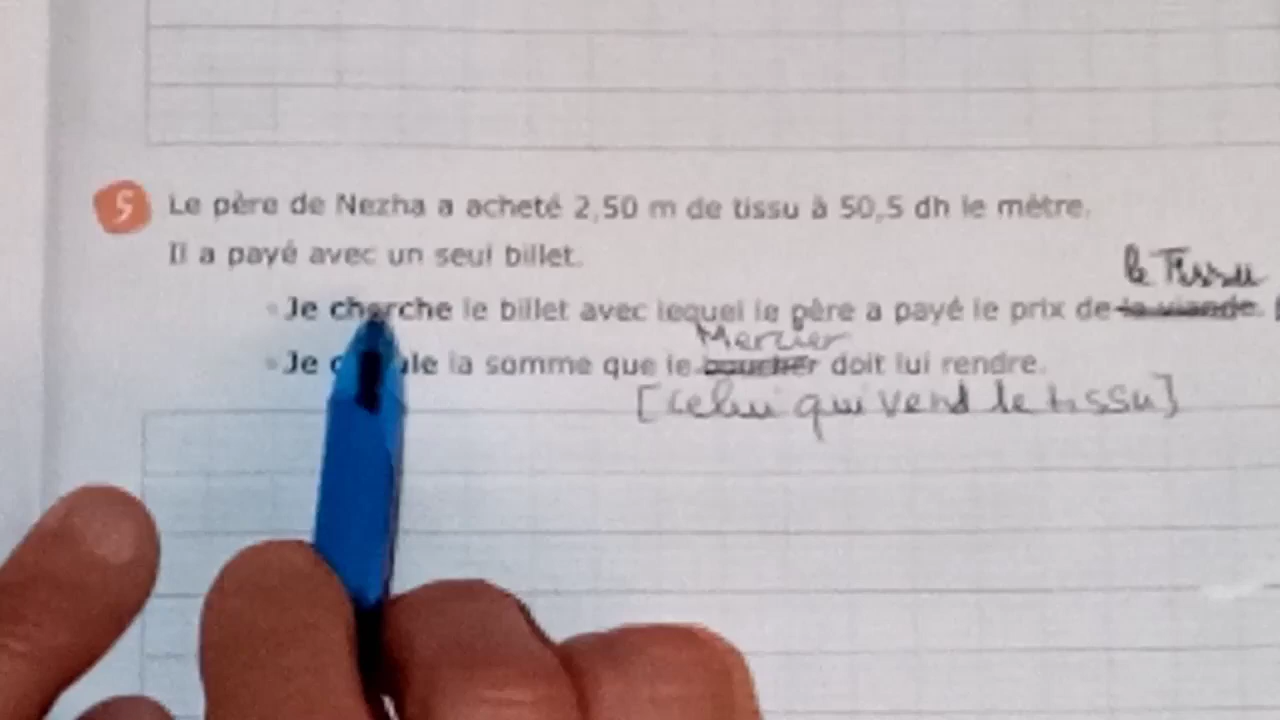 5 Le père de Nezha a acheté 2,50 m de tissu à 50,5 dh le mètre.
Il a payé avec un seul billet.
le Tissu
Je cherche le billet avec lequel le père a payé le prix de la viande.
Mercier
Je le la somme que le boucher doit lui rendre.
[celui qui vend le tissu]